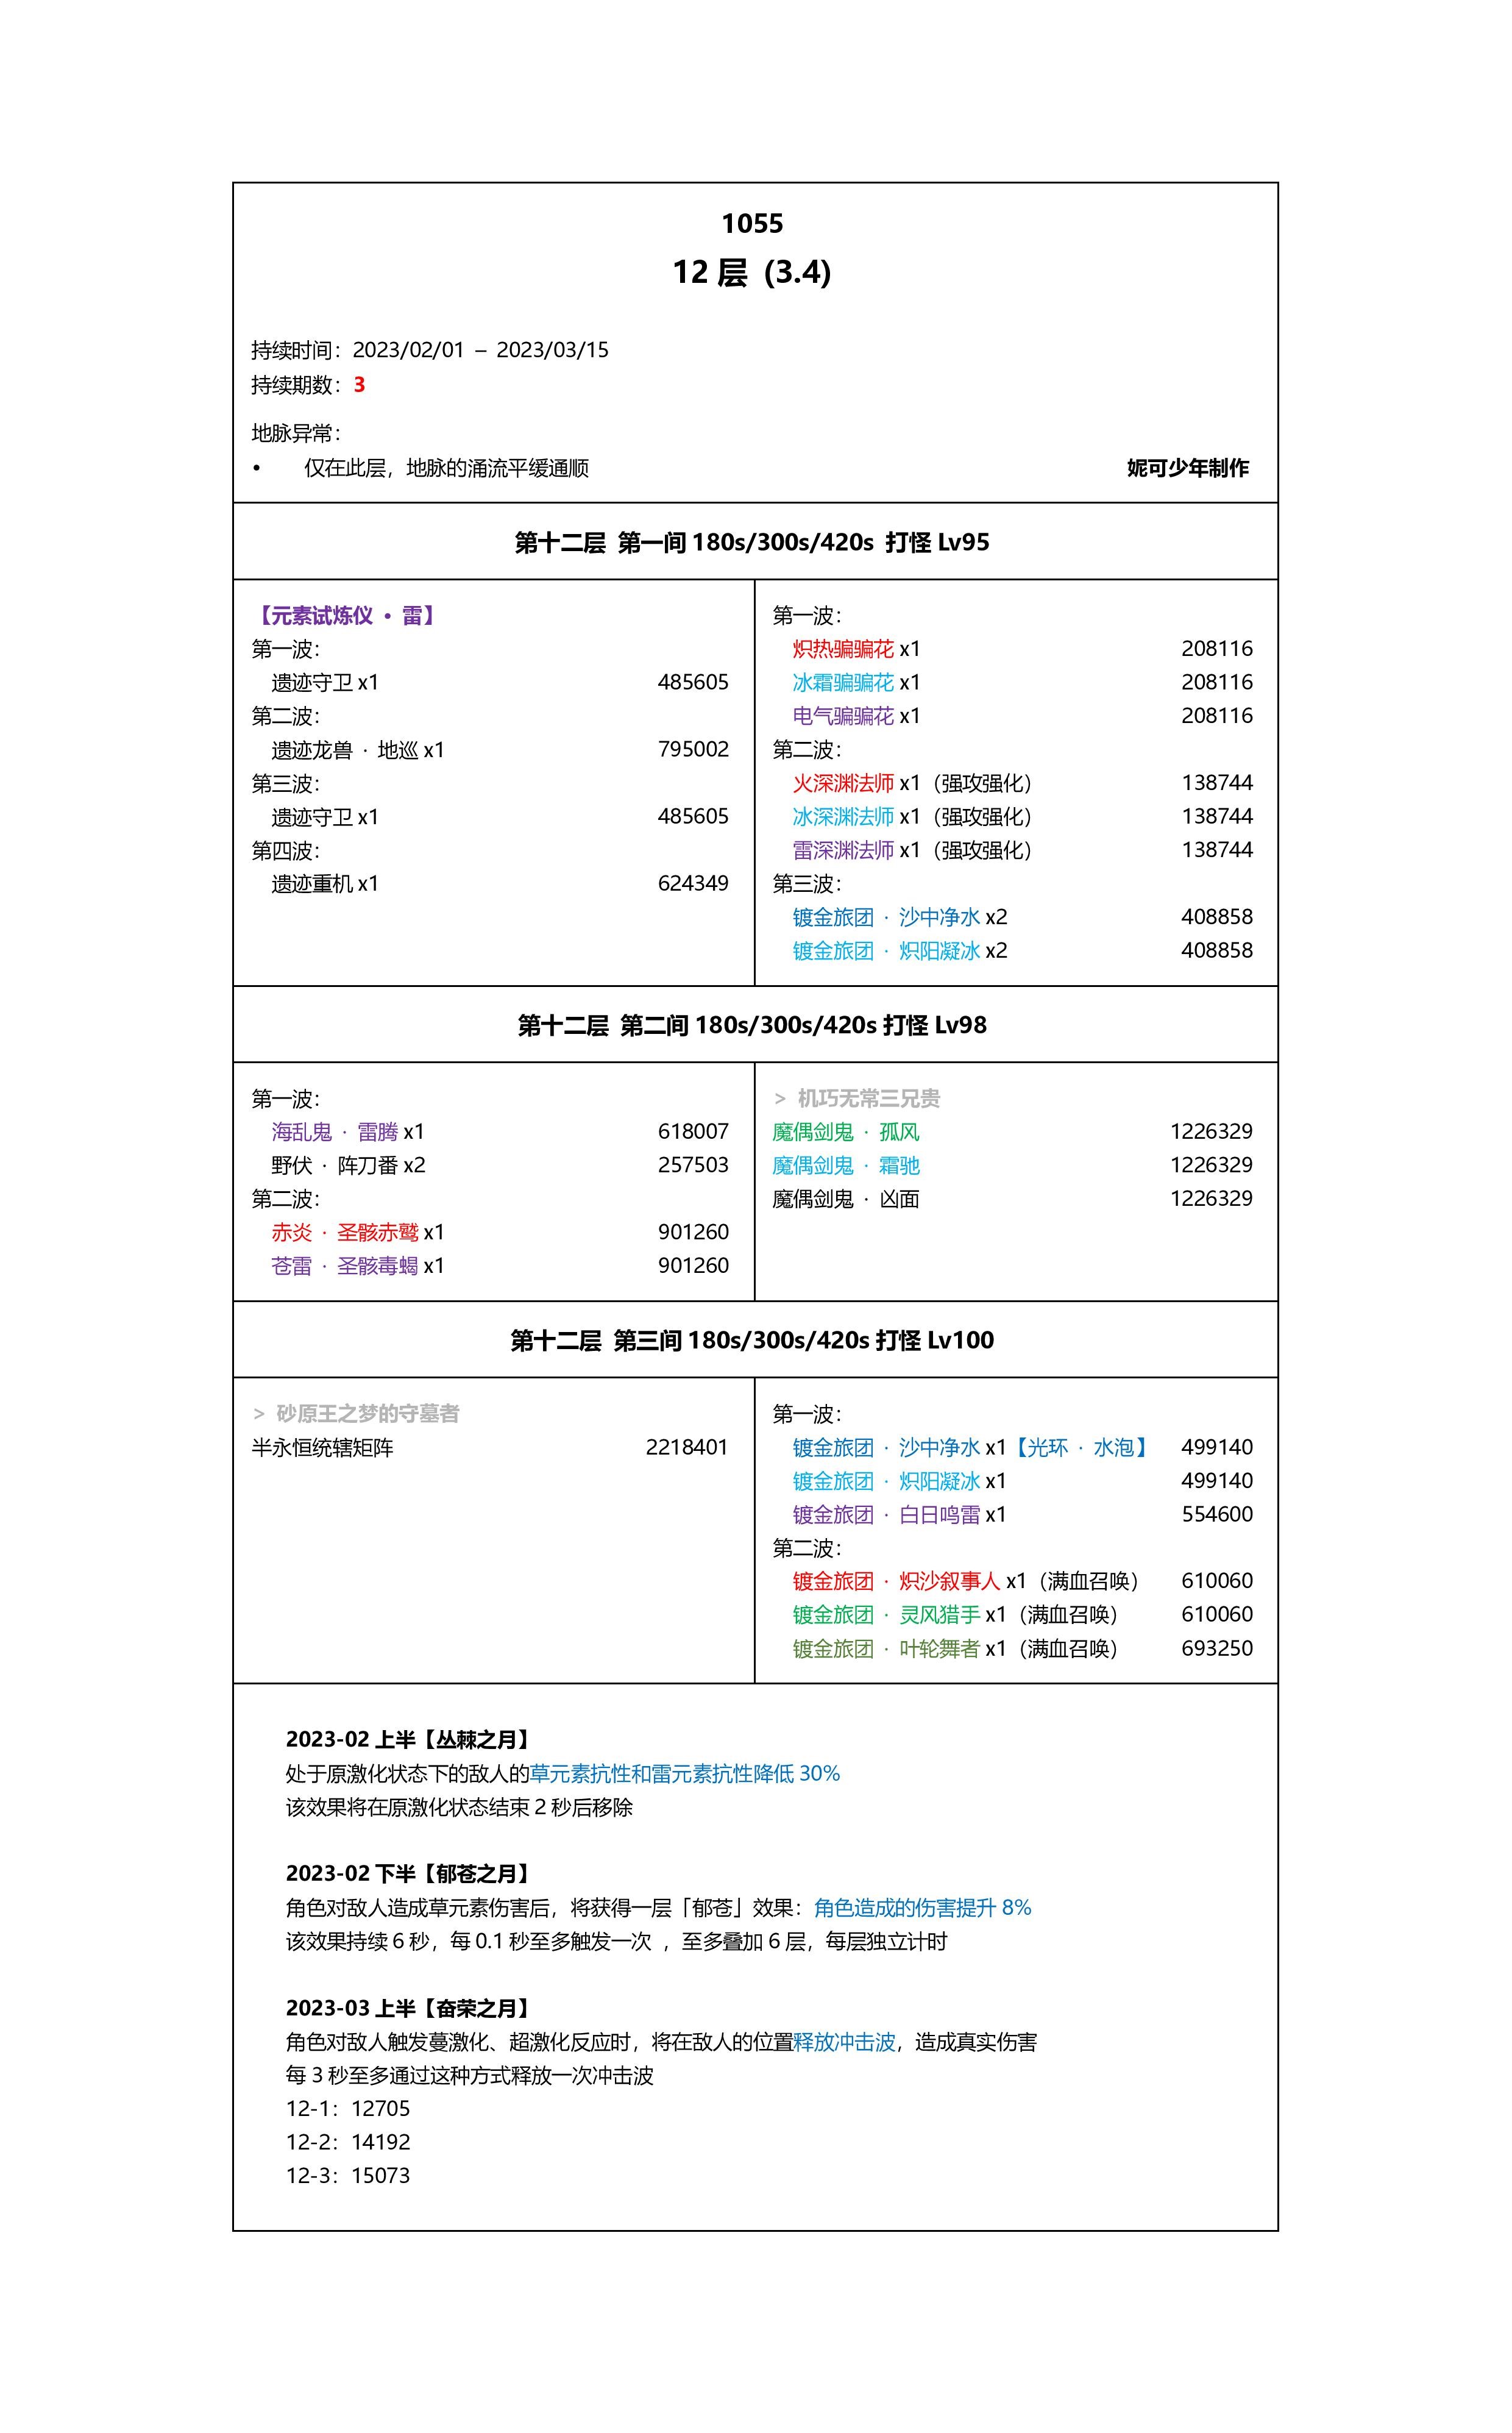 1055
12 层 (3.4)
持续时间：2023/02/01 – 2023/03/15
持续期数：3
地脉异常：
• 仅在此层，地脉的涌流平缓通顺
妮可少年制作
第十二层 第一间 180s/300s/420s 打怪 Lv95
【元素试炼仪 · 雷】
第一波：
遗迹守卫 x1 485605
第二波：
遗迹龙兽 · 地巡 x1 795002
第三波：
遗迹守卫 x1 485605
第四波：
遗迹重机 x1 624349
第一波：
炽热骗骗花 x1 208116
冰霜骗骗花 x1 208116
电气骗骗花 x1 208116
第二波：
火深渊法师 x1（强攻强化） 138744
冰深渊法师 x1（强攻强化） 138744
雷深渊法师 x1（强攻强化） 138744
第三波：
镀金旅团 · 沙中净水 x2 408858
镀金旅团 · 炽阳凝冰 x2 408858
第十二层 第二间 180s/300s/420s 打怪 Lv98
第一波：
海乱鬼 · 雷腾 x1 618007
野伏 · 阵刀番 x2 257503
第二波：
赤炎 · 圣骸赤鹫 x1 901260
苍雷 · 圣骸毒蝎 x1 901260
> 机巧无常三兄贵
魔偶剑鬼 · 孤风 1226329
魔偶剑鬼 · 霜驰 1226329
魔偶剑鬼 · 凶面 1226329
第十二层 第三间 180s/300s/420s 打怪 Lv100
> 砂原王之梦的守墓者
半永恒统辖矩阵 2218401
第一波：
镀金旅团 · 沙中净水 x1【光环 · 水泡】 499140
镀金旅团 · 炽阳凝冰 x1 499140
镀金旅团 · 白日鸣雷 x1 554600
第二波：
镀金旅团 · 炽沙叙事人 x1（满血召唤） 610060
镀金旅团 · 灵风猎手 x1（满血召唤） 610060
镀金旅团 · 叶轮舞者 x1（满血召唤） 693250
2023-02 上半【丛棘之月】
处于原激化状态下的敌人的草元素抗性和雷元素抗性降低 30%
该效果将在原激化状态结束 2 秒后移除
2023-02 下半【郁苍之月】
角色对敌人造成草元素伤害后，将获得一层「郁苍」效果：角色造成的伤害提升 8%
该效果持续 6 秒，每 0.1 秒至多触发一次 ，至多叠加 6 层，每层独立计时
2023-03 上半【奋荣之月】
角色对敌人触发蔓激化、超激化反应时，将在敌人的位置释放冲击波，造成真实伤害
每 3 秒至多通过这种方式释放一次冲击波
12-1：12705
12-2：14192
12-3：15073